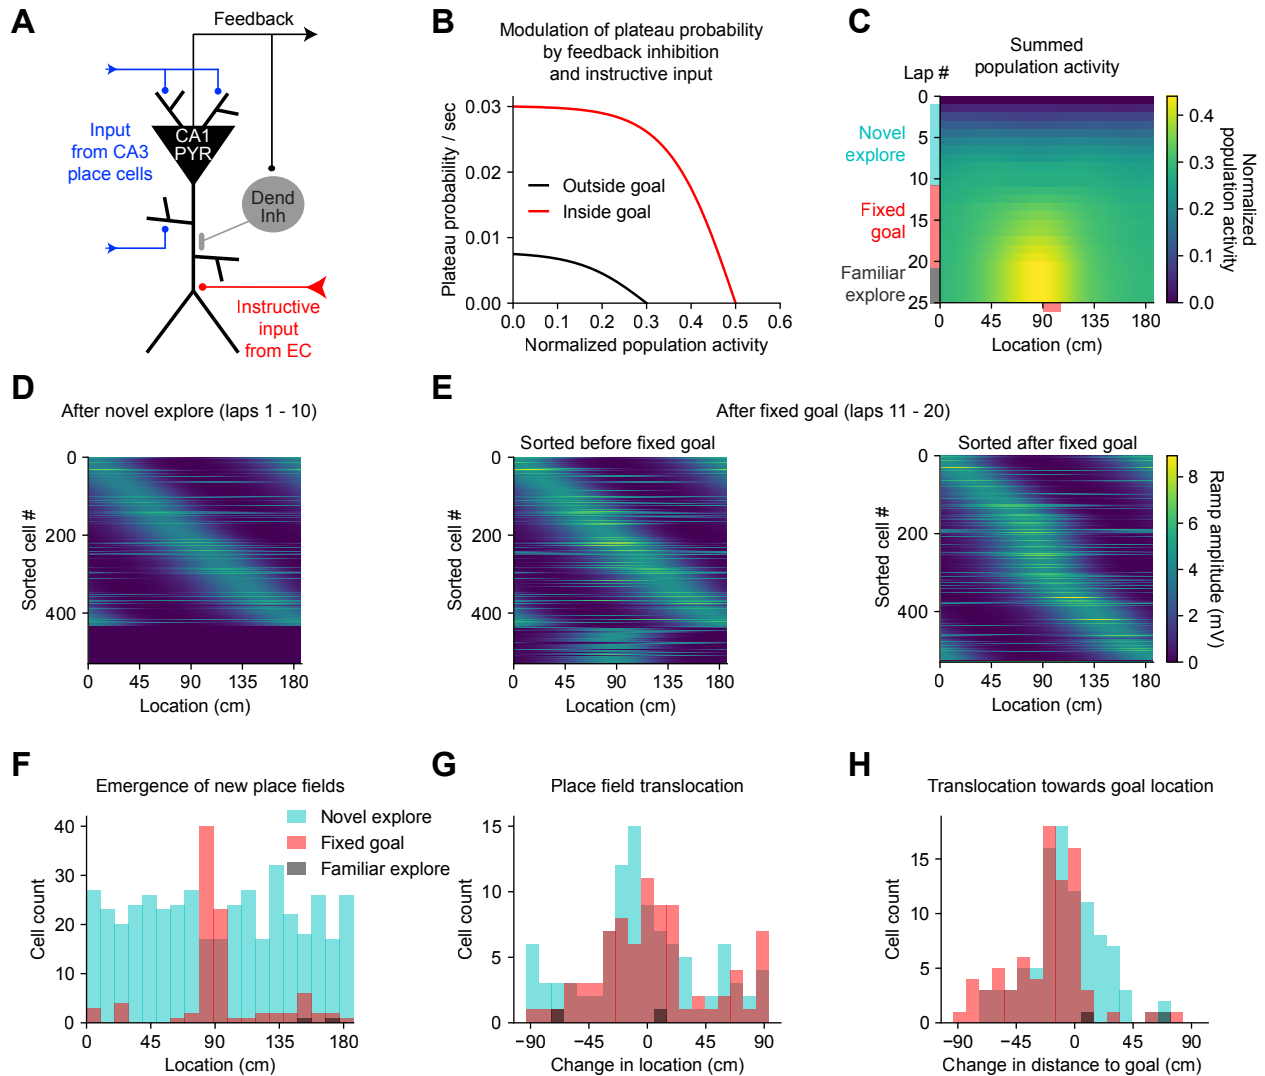 A
Feedback
CA1
PYR
Input
from CA3
place cells
Dend
Inh
Instructive
input
from EC
B
Modulation of plateau probability
by feedback inhibition
and instructive input
Plateau probability / sec
0.03
0.02
0.01
0.00
Outside goal
Inside goal
0.0 0.1 0.2 0.3 0.4 0.5 0.6
Normalized population activity
C
Summed
population activity
Lap #
0
5
10
15
20
25
Novel
explore
Fixed
goal
Familiar
explore
0 45 90 135 180
Location (cm)
0.4
0.3
0.2
0.1
0.0
Normalized
population activity
D
After novel explore (laps 1 - 10)
Sorted cell #
0
200
400
0 45 90 135 180
Location (cm)
E
After fixed goal (laps 11 - 20)
Sorted before fixed goal
Sorted cell #
0
200
400
0 45 90 135 180
Location (cm)
Sorted after fixed goal
Sorted cell #
0
200
400
0 45 90 135 180
Location (cm)
8
6
4
2
0
Ramp amplitude (mV)
F
Emergence of new place fields
Novel explore
Fixed goal
Familiar explore
Cell count
40
30
20
10
0
0 45 90 135 180
Location (cm)
G
Place field translocation
Cell count
15
10
5
0
−90 −45 0 45 90
Change in location (cm)
H
Translocation towards goal location
Cell count
15
10
5
0
−90 −45 0 45 90
Change in distance to goal (cm)